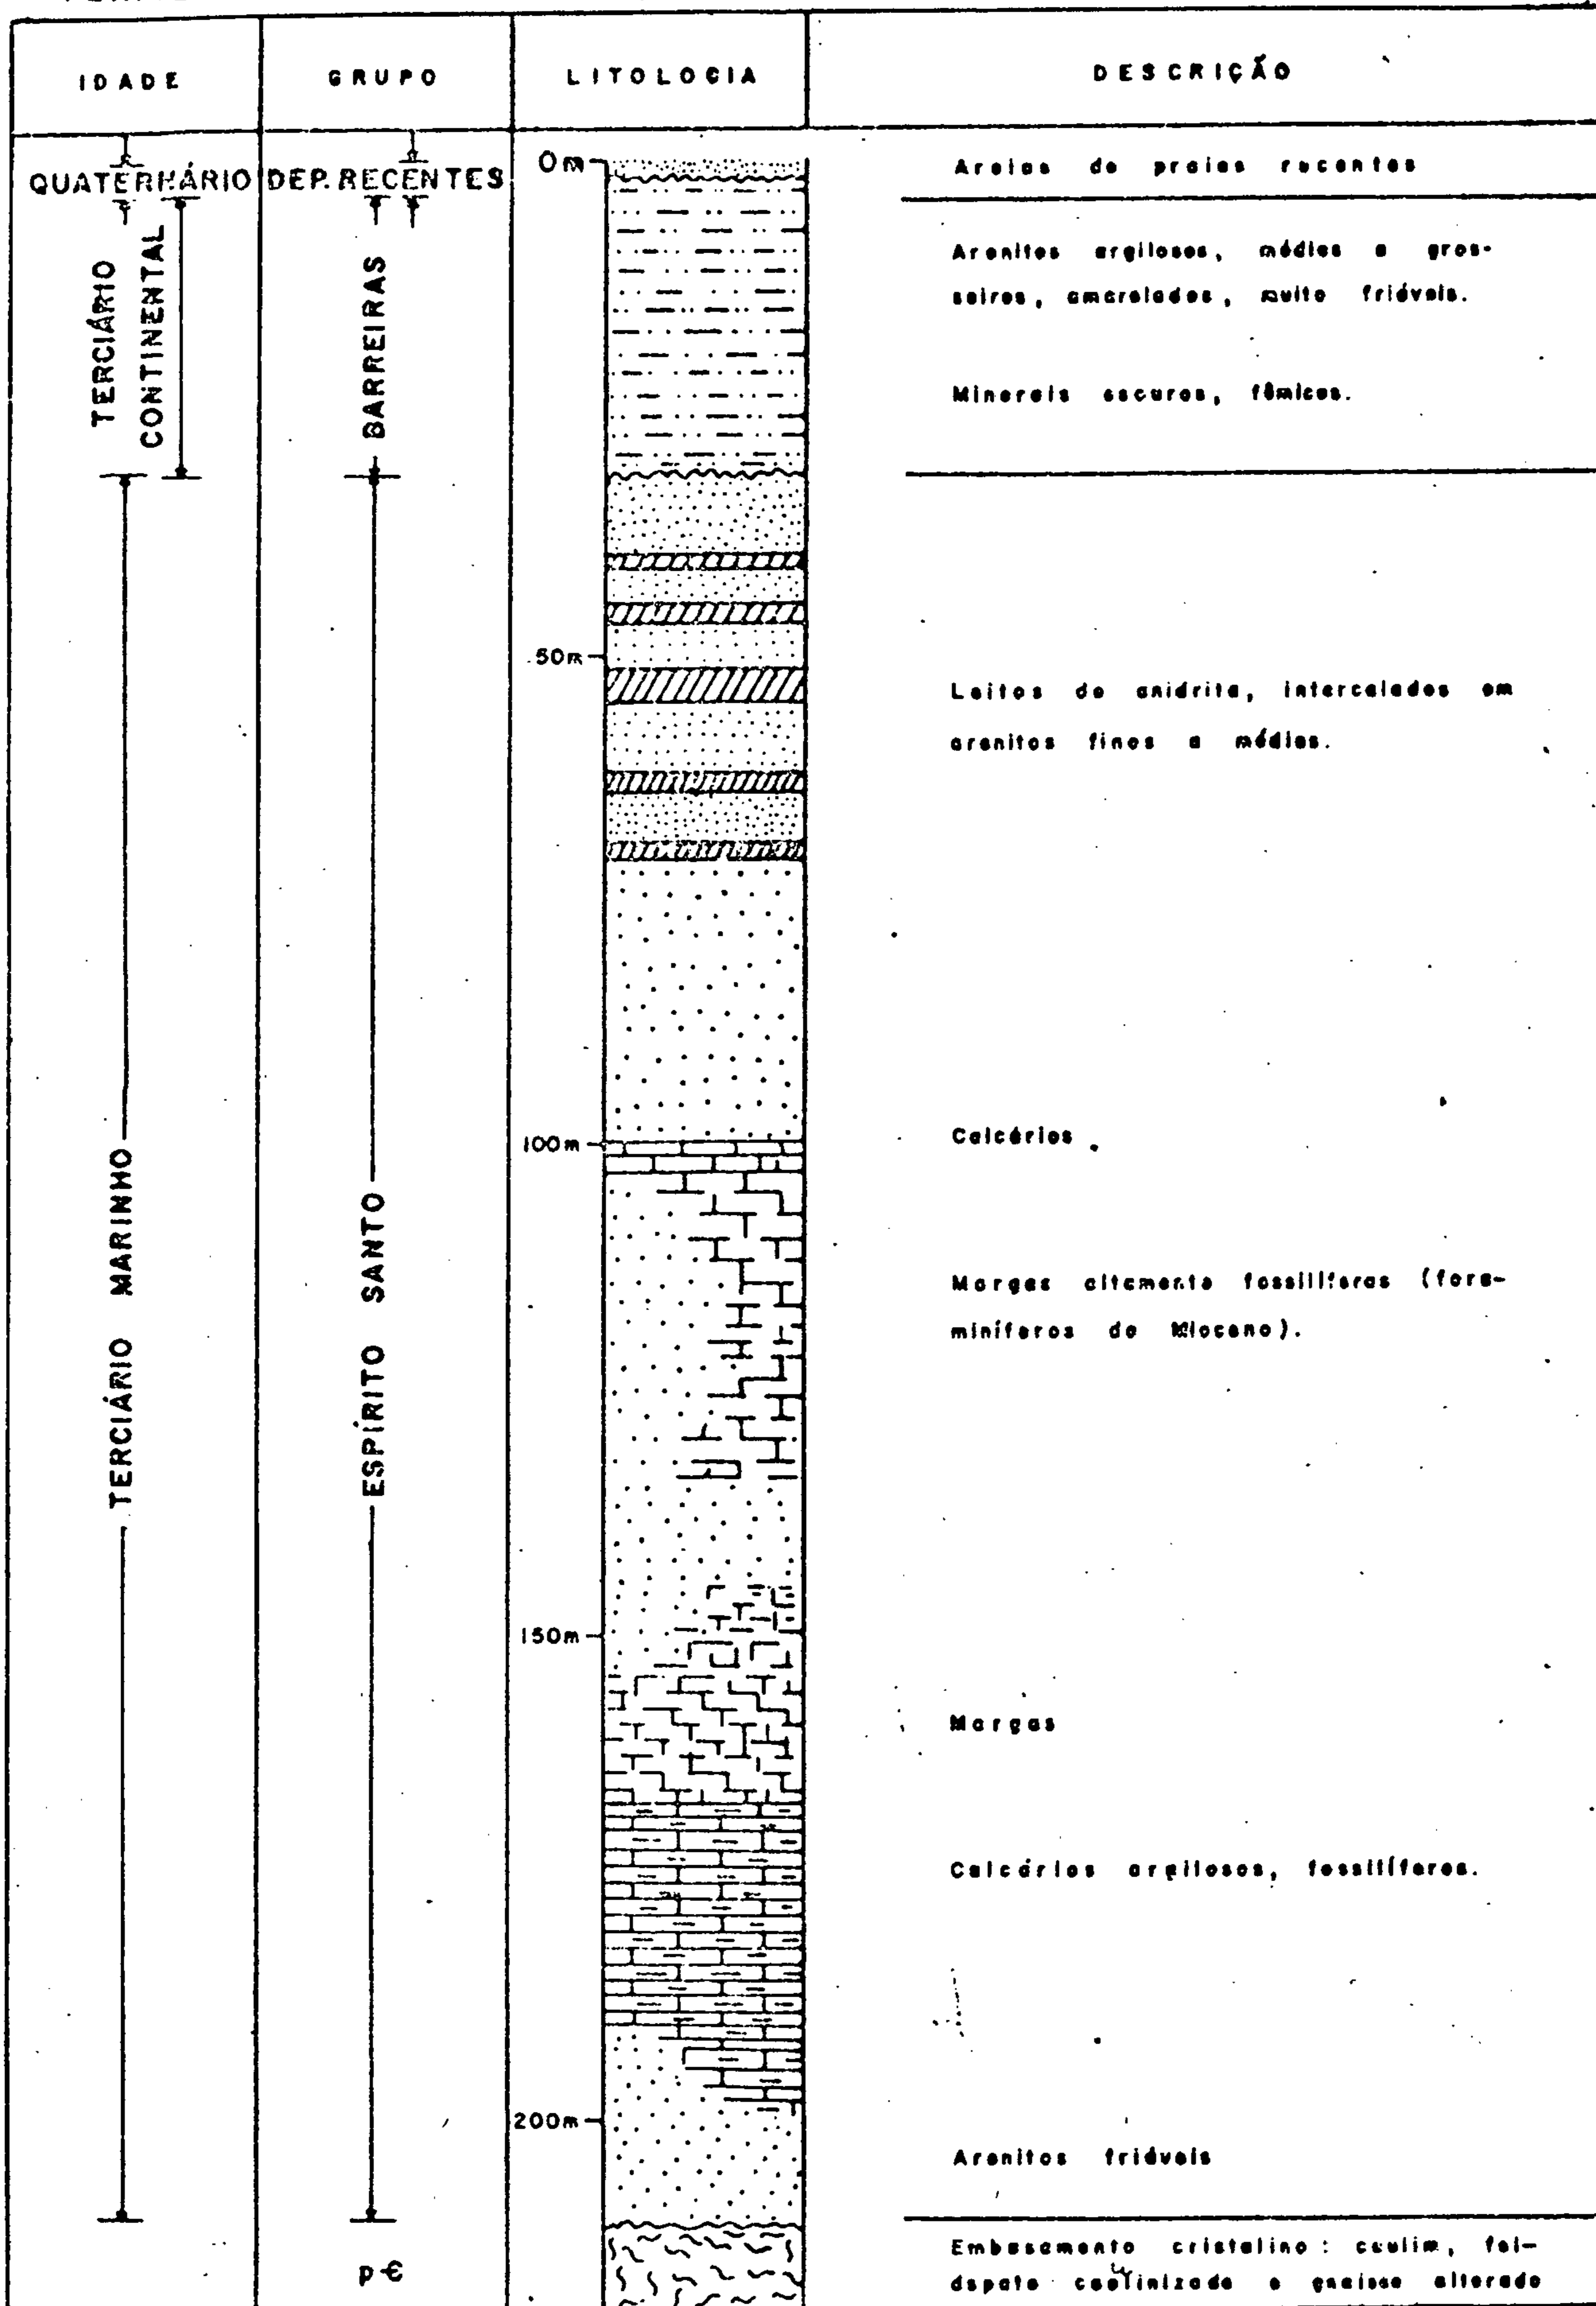 IDADE
GRUPO
LITOLOGIA
DESCRIÇÃO
QUATERNÁRIO
DEP. RECENTES
0m
Areias de praias recentes
TERCIÁRIO
CONTINENTAL
BARREIRAS
Arenitos argilosos, médios a gros-
seiros, amarelados, muito friáveis.
Minerais escuros, fêmicos.
50m
Leitos de anidrita, intercalados em
arenitos finos a médios.
100m
Calcários
TERCIÁRIO MARINHO
ESPÍRITO SANTO
Margas altamente fossilíferas (fora-
miníferos do Mioceno).
150m
Margas
Calcários argilosos, fossilíferos.
200m
Arenitos friáveis
p-Є
Embasamento cristalino: caulim, fel-
dspato caolinizado e gnaisse alterado